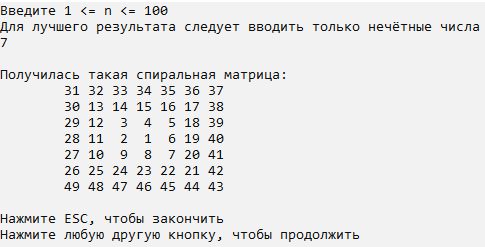 Введите 1 <= n <= 100
Для лучшего результата следует вводить только нечётные числа
7
Получилась такая спиральная матрица:
31 32 33 34 35 36 37
30 13 14 15 16 17 38
29 12 3 4 5 18 39
28 11 2 1 6 19 40
27 10 9 8 7 20 41
26 25 24 23 22 21 42
49 48 47 46 45 44 43
Нажмите ESC, чтобы закончить
Нажмите любую другую кнопку, чтобы продолжить